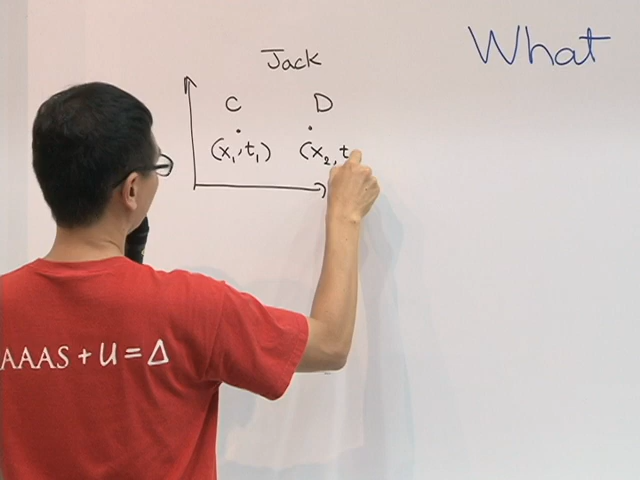 What
Jack
C D
(x₁, t₁) (x₂, t
AAAS + U = Δ